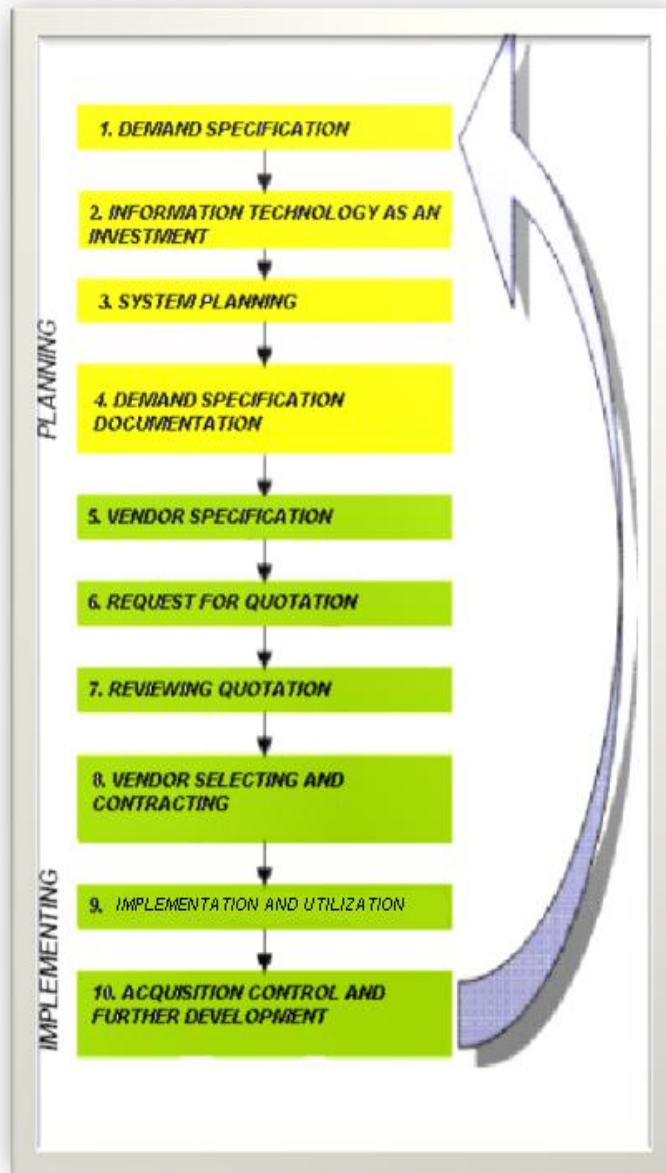 1. DEMAND SPECIFICATION
2. INFORMATION TECHNOLOGY AS AN
INVESTMENT
3. SYSTEM PLANNING
PLANNING
4. DEMAND SPECIFICATION
DOCUMENTATION
5. VENDOR SPECIFICATION
6. REQUEST FOR QUOTATION
7. REVIEWING QUOTATION
8. VENDOR SELECTING AND
CONTRACTING
9. IMPLEMENTATION AND UTILIZATION
IMPLEMENTING
10. ACQUISITION CONTROL AND
FURTHER DEVELOPMENT